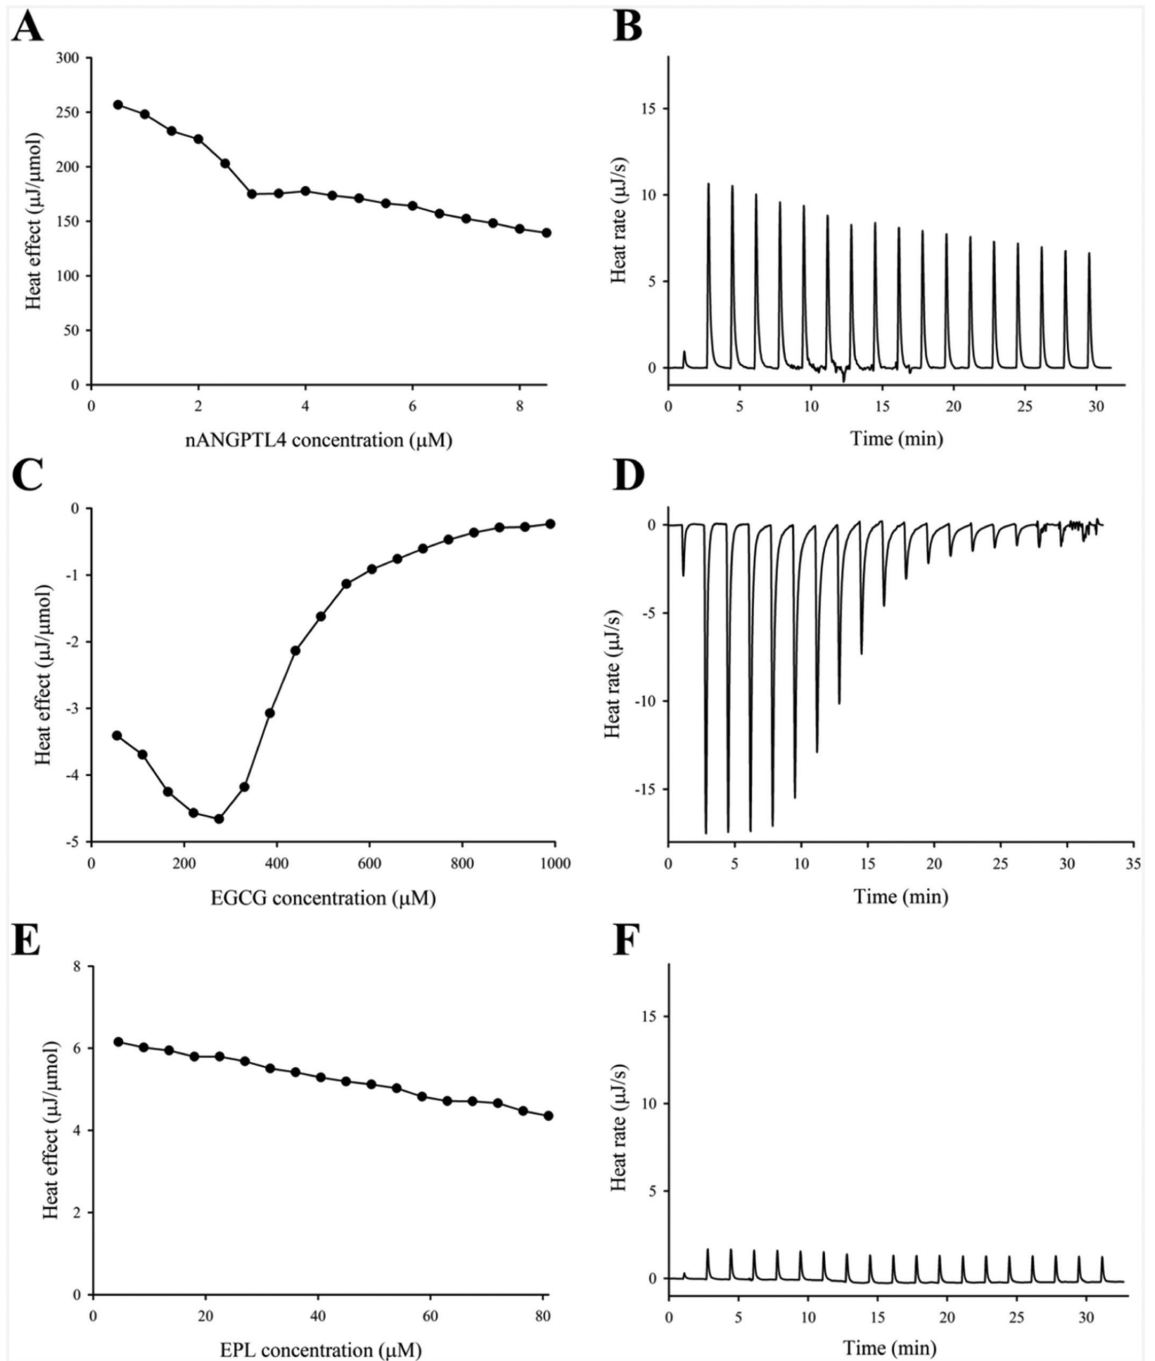 A
300
250
200
150
100
50
0
0 2 4 6 8
Heat effect (μJ/μmol)
nANGPTL4 concentration (μM)
B
15
10
5
0
0 5 10 15 20 25 30
Heat rate (μJ/s)
Time (min)
C
0
-1
-2
-3
-4
-5
0 200 400 600 800 1000
Heat effect (μJ/μmol)
EGCG concentration (μM)
D
0
-5
-10
-15
0 5 10 15 20 25 30 35
Heat rate (μJ/s)
Time (min)
E
8
6
4
2
0
0 20 40 60 80
Heat effect (μJ/μmol)
EPL concentration (μM)
F
15
10
5
0
0 5 10 15 20 25 30
Heat rate (μJ/s)
Time (min)